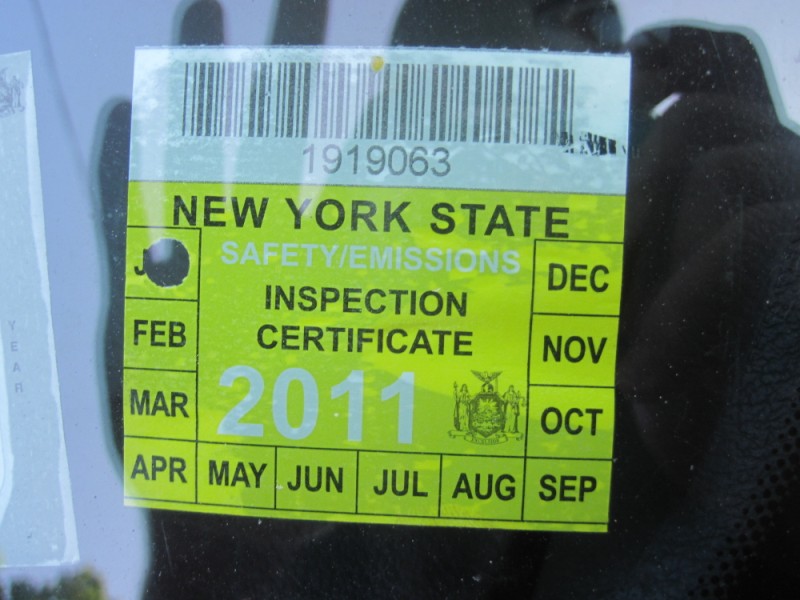 1919063
NEW YORK STATE
SAFETY/EMISSIONS
INSPECTION
CERTIFICATE
2011
FEB
MAR
APR
MAY
JUN
JUL
AUG
SEP
OCT
NOV
DEC
YEAR